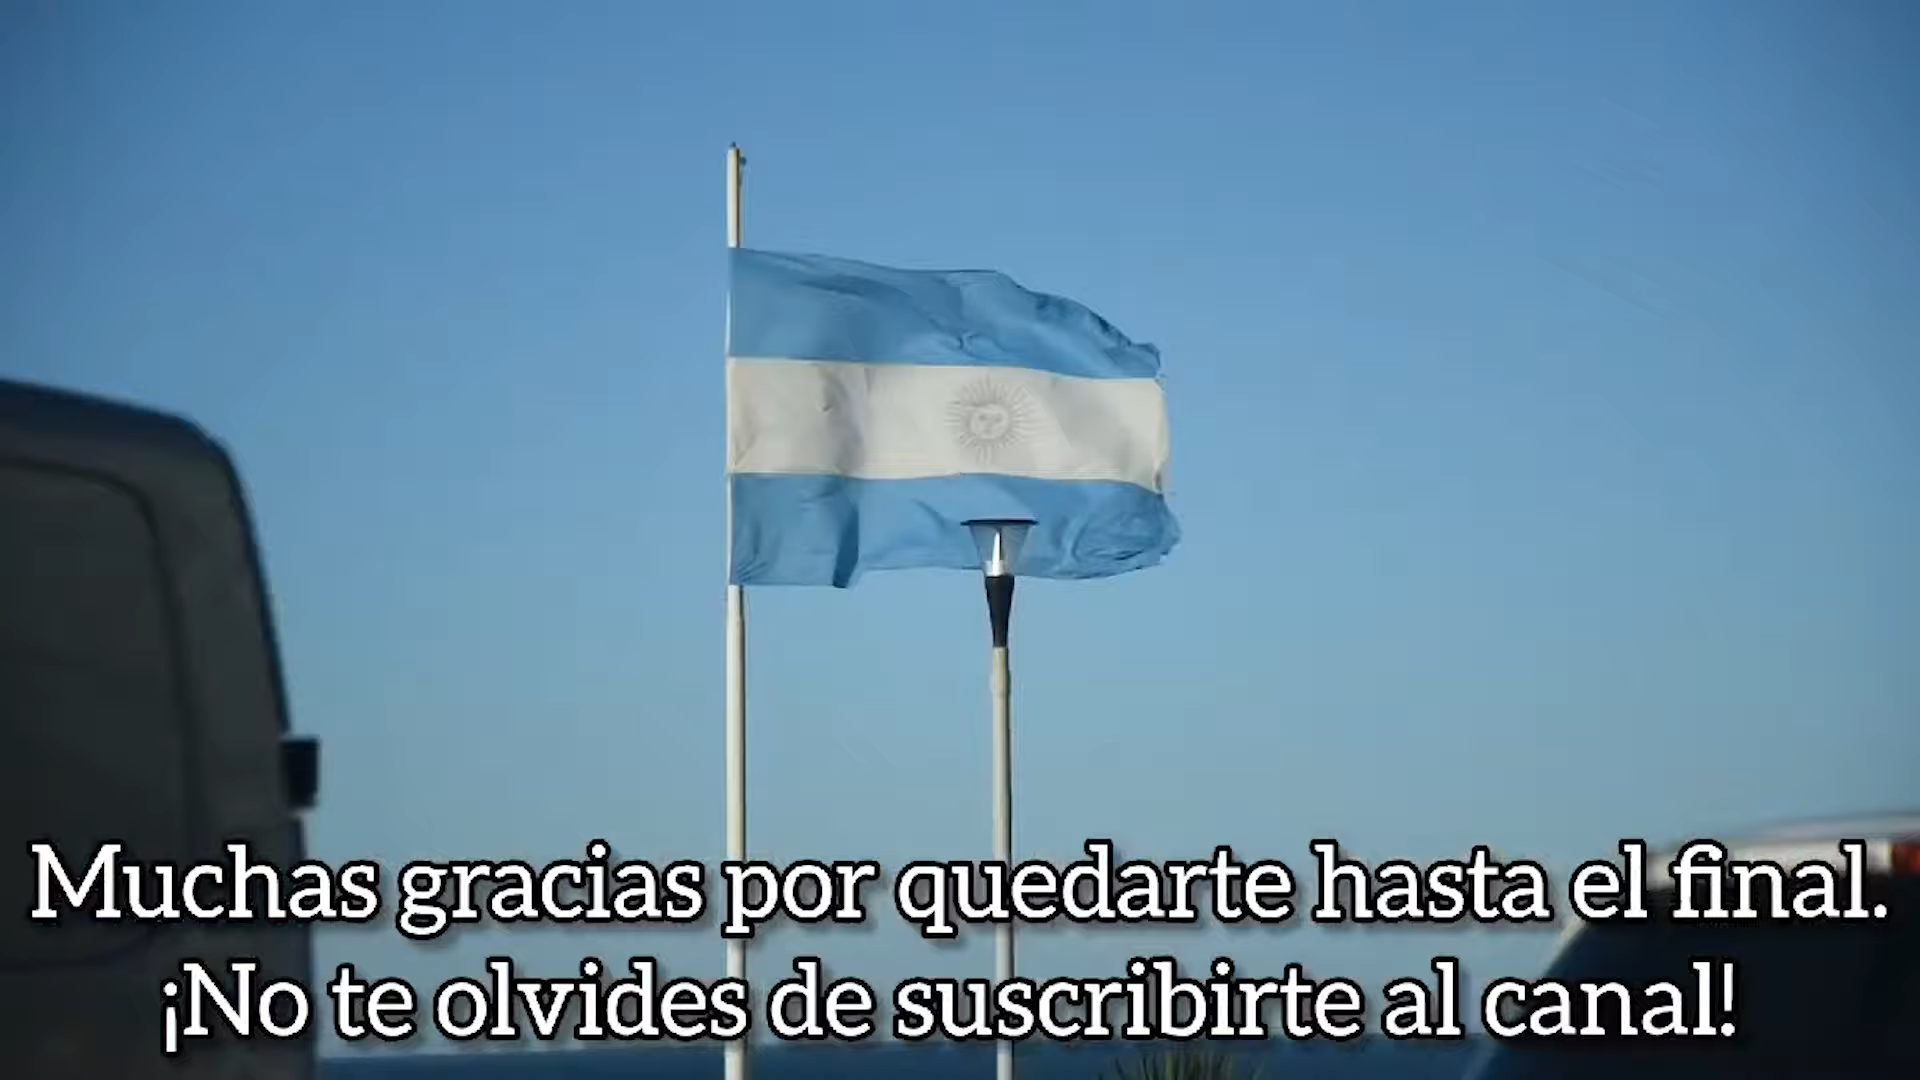 Muchas gracias por quedarte hasta el final.
¡No te olvides de suscribirte al canal!